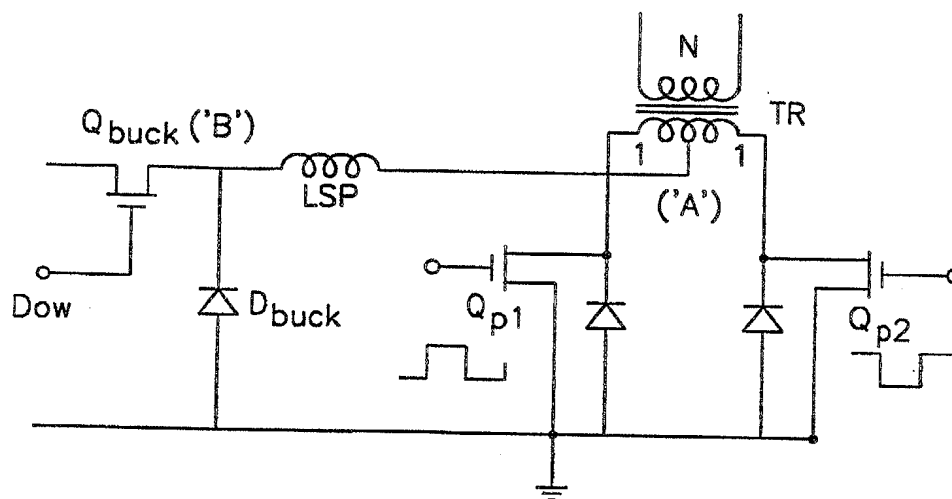 N
TR
Q buck ('B')
1 1
LSP
('A')
Dow
D buck
Q p1
Q p2